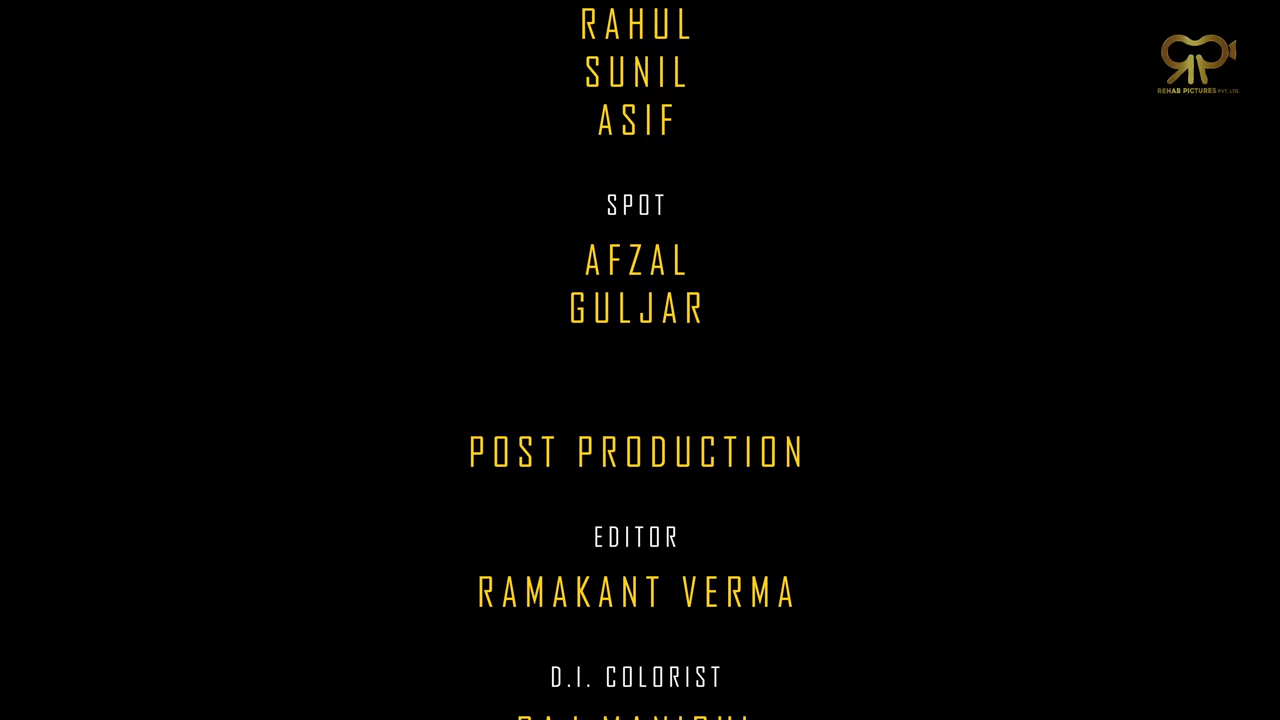 RAHUL
SUNIL
ASIF
REHAB PICTURES PVT. LTD.
SPOT
AFZAL
GULJAR
POST PRODUCTION
EDITOR
RAMAKANT VERMA
D.I. COLORIST